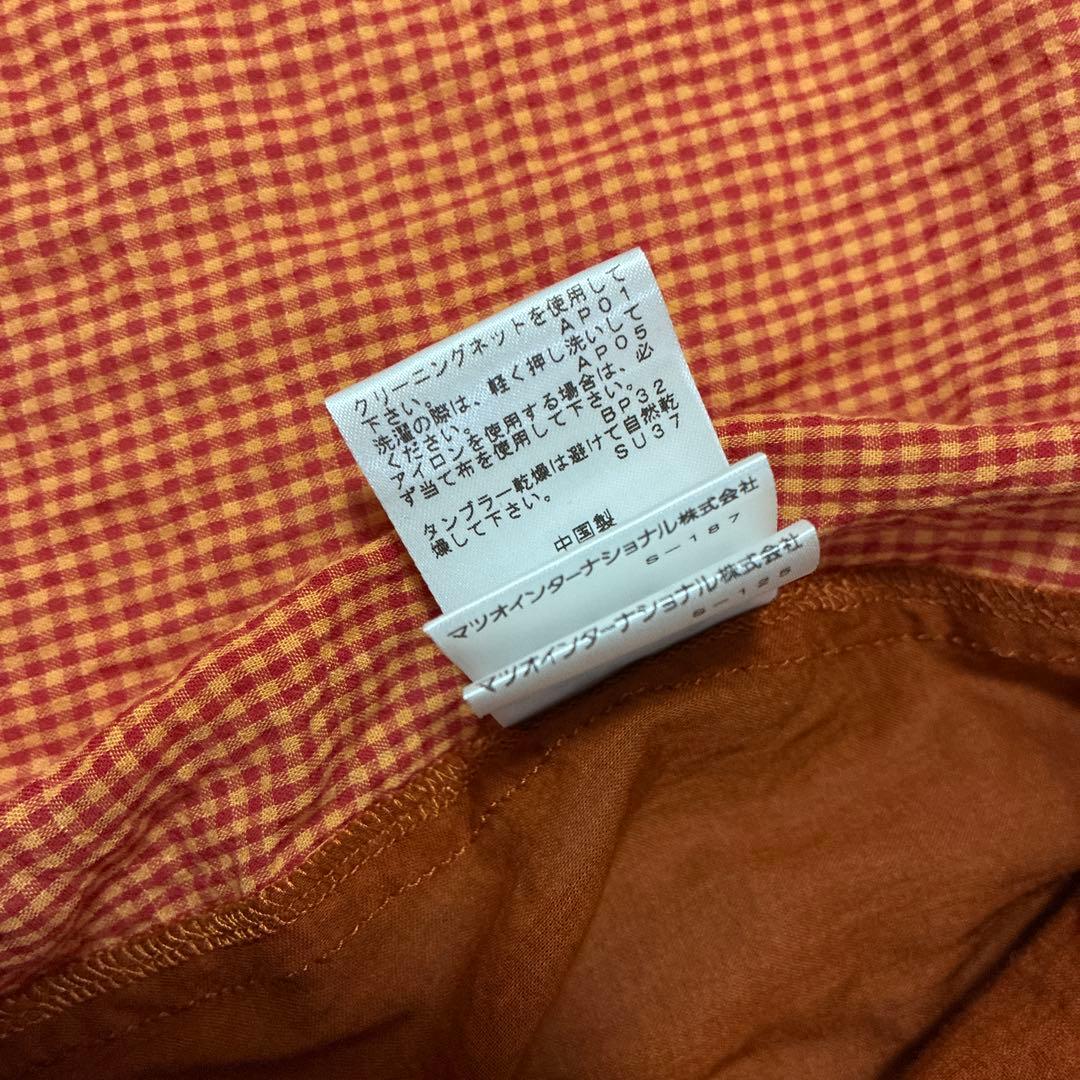 クリーニングネットを使用して
下さい。 AP01
洗濯の際は、軽く押し洗いして
ください。 AP05
アイロンを使用する場合は、必
ず当て布を使用して下さい。
BP32
タンブラー乾燥は避けて自然乾
燥して下さい。 SU37
中国製
マツオインターナショナル株式会社
S-187
マツオインターナショナル株式会社
S-125